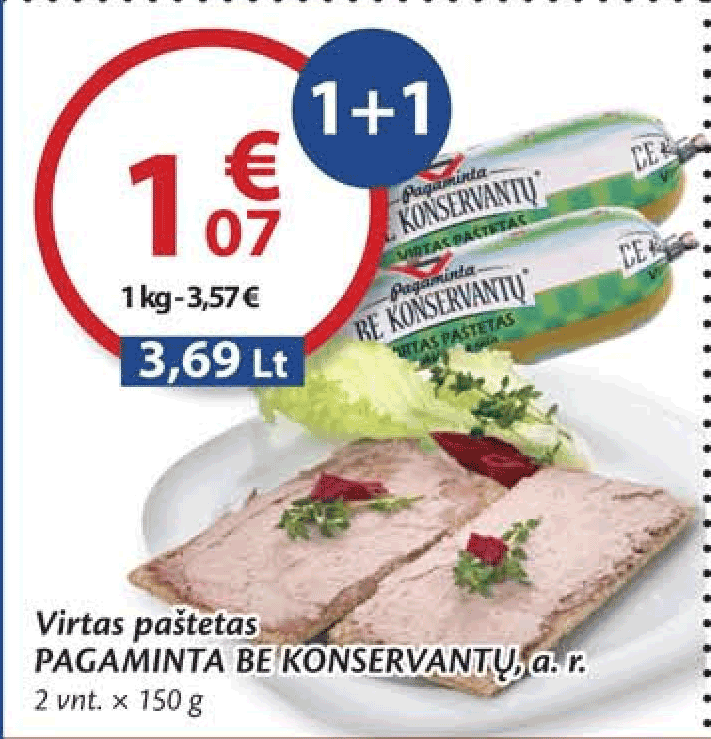 1+1
1 €
07
1 kg - 3,57 €
3,69 Lt
Pagaminta
KONSERVANTŲ
VIRTAS PAŠTETAS
Pagaminta
BE KONSERVANTŲ
VIRTAS PAŠTETAS
Virtas paštetas
PAGAMINTA BE KONSERVANTŲ, a. r.
2 vnt. × 150 g